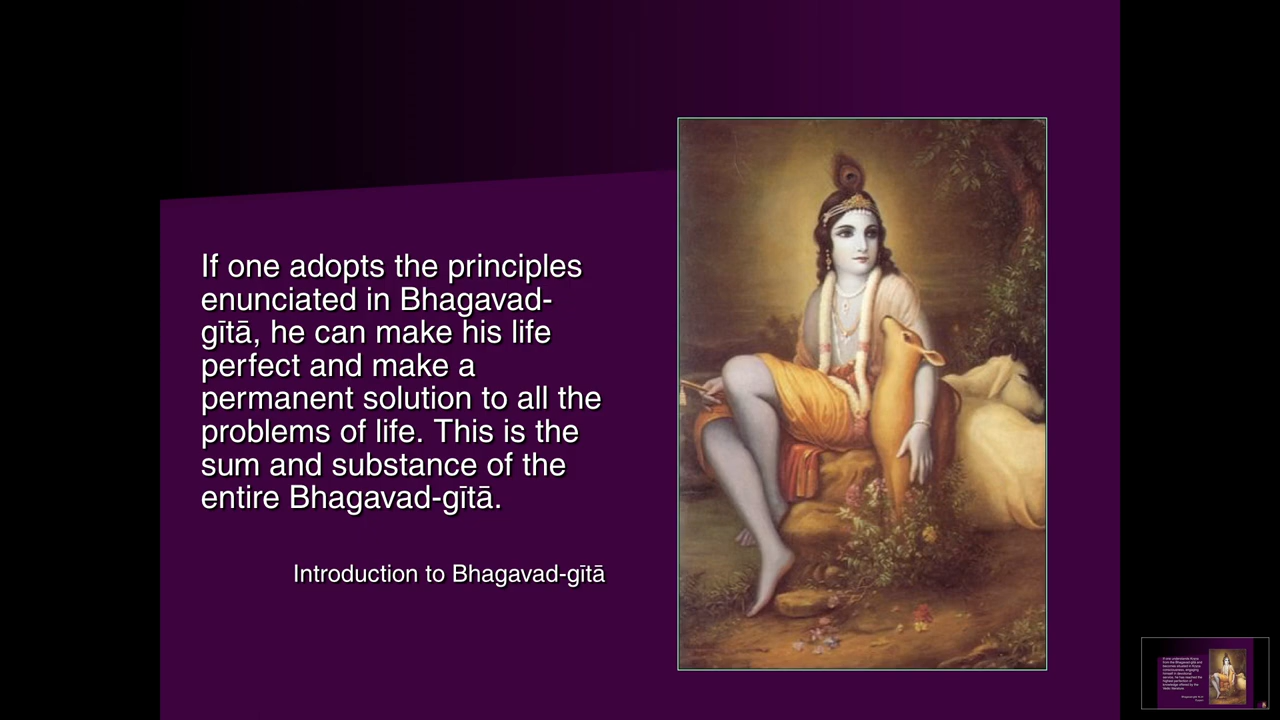 If one adopts the principles
enunciated in Bhagavad-
gītā, he can make his life
perfect and make a
permanent solution to all the
problems of life. This is the
sum and substance of the
entire Bhagavad-gītā.
Introduction to Bhagavad-gītā